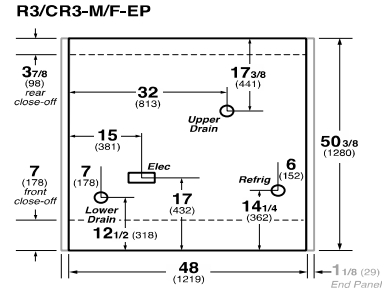 R3/CR3-M/F-EP
3 7/8
(98)
rear
close-off
32
(813)
17 3/8
(441)
Upper
Drain
15
(381)
50 3/8
(1280)
7
(178)
front
close-off
7
(178)
Elec
Refrig
6
(152)
17
(432)
14 1/4
(362)
Lower
Drain
12 1/2 (318)
48
(1219)
1 1/8 (29)
End Panel